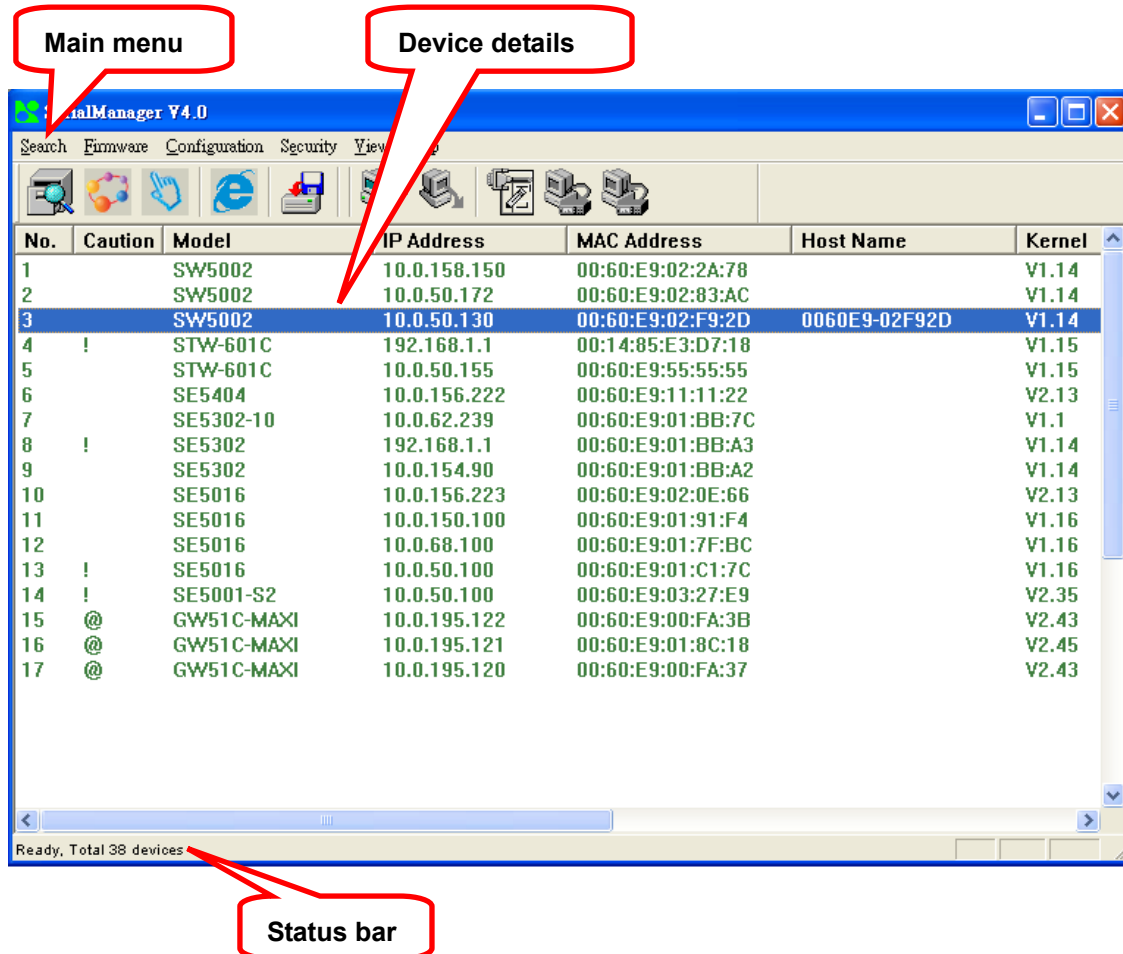 Main menu
Device details
ialManager V4.0
Search Firmware Configuration Security View
No. Caution Model IP Address MAC Address Host Name Kernel
1 SW5002 10.0.158.150 00:60:E9:02:2A:78 V1.14
2 SW5002 10.0.50.172 00:60:E9:02:83:AC V1.14
3 SW5002 10.0.50.130 00:60:E9:02:F9:2D 0060E9-02F92D V1.14
4 ! STW-601C 192.168.1.1 00:14:85:E3:D7:18 V1.15
5 STW-601C 10.0.50.155 00:60:E9:55:55:55 V1.15
6 SE5404 10.0.156.222 00:60:E9:11:11:22 V2.13
7 SE5302-10 10.0.62.239 00:60:E9:01:BB:7C V1.1
8 ! SE5302 192.168.1.1 00:60:E9:01:BB:A3 V1.14
9 SE5302 10.0.154.90 00:60:E9:01:BB:A2 V1.14
10 SE5016 10.0.156.223 00:60:E9:02:0E:66 V2.13
11 SE5016 10.0.150.100 00:60:E9:01:91:F4 V1.16
12 SE5016 10.0.68.100 00:60:E9:01:7F:BC V1.16
13 ! SE5016 10.0.50.100 00:60:E9:01:C1:7C V1.16
14 ! SE5001-S2 10.0.50.100 00:60:E9:03:27:E9 V2.35
15 @ GW51C-MAXI 10.0.195.122 00:60:E9:00:FA:3B V2.43
16 @ GW51C-MAXI 10.0.195.121 00:60:E9:01:8C:18 V2.45
17 @ GW51C-MAXI 10.0.195.120 00:60:E9:00:FA:37 V2.43
Ready, Total 38 devices
Status bar